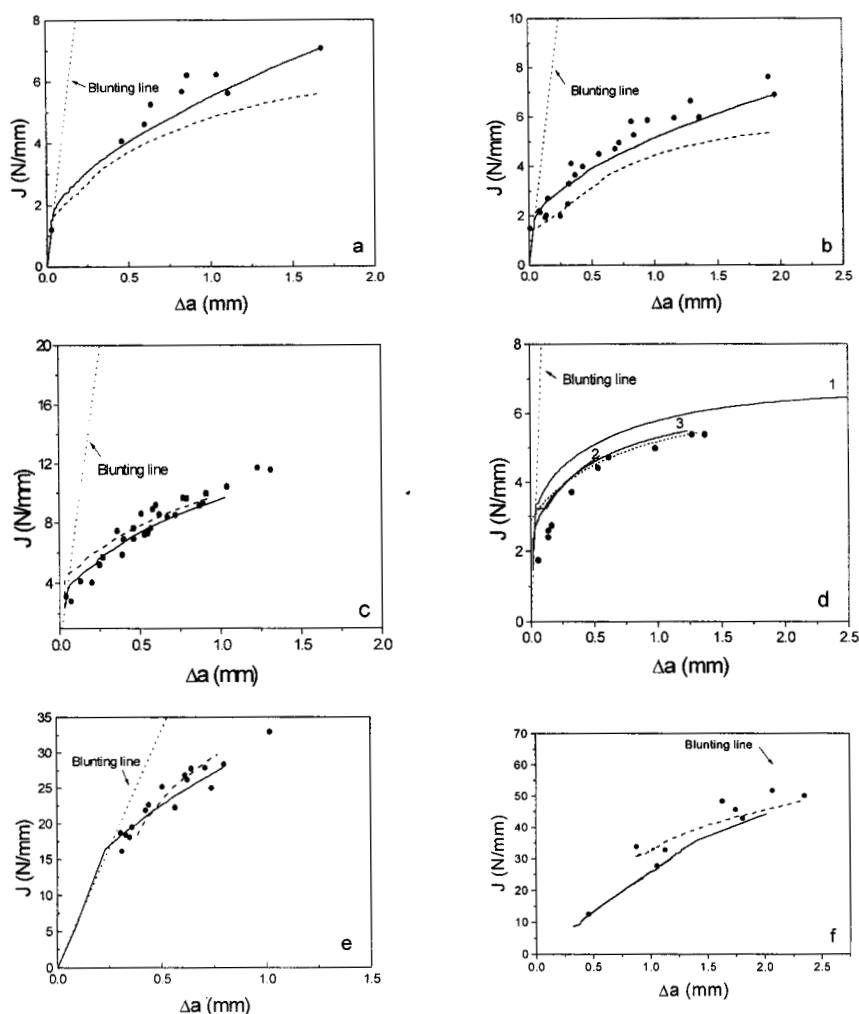 8
6
4
2
0
J (N/mm)
Blunting line
a
0.0 0.5 1.0 1.5 2.0
Δa (mm)
10
8
6
4
2
0
J (N/mm)
Blunting line
b
0.0 0.5 1.0 1.5 2.0 2.5
Δa (mm)
20
16
12
8
4
J (N/mm)
Blunting line
c
0.0 0.5 1.0 1.5 2.0
Δa (mm)
8
6
4
2
0
J (N/mm)
Blunting line
1
3
2
d
0.0 0.5 1.0 1.5 2.0 2.5
Δa (mm)
35
30
25
20
15
10
5
0
J (N/mm)
Blunting line
e
0.0 0.5 1.0 1.5
Δa (mm)
70
60
50
40
30
20
10
0
J (N/mm)
Blunting line
f
0.0 0.5 1.0 1.5 2.0 2.5
Δa (mm)